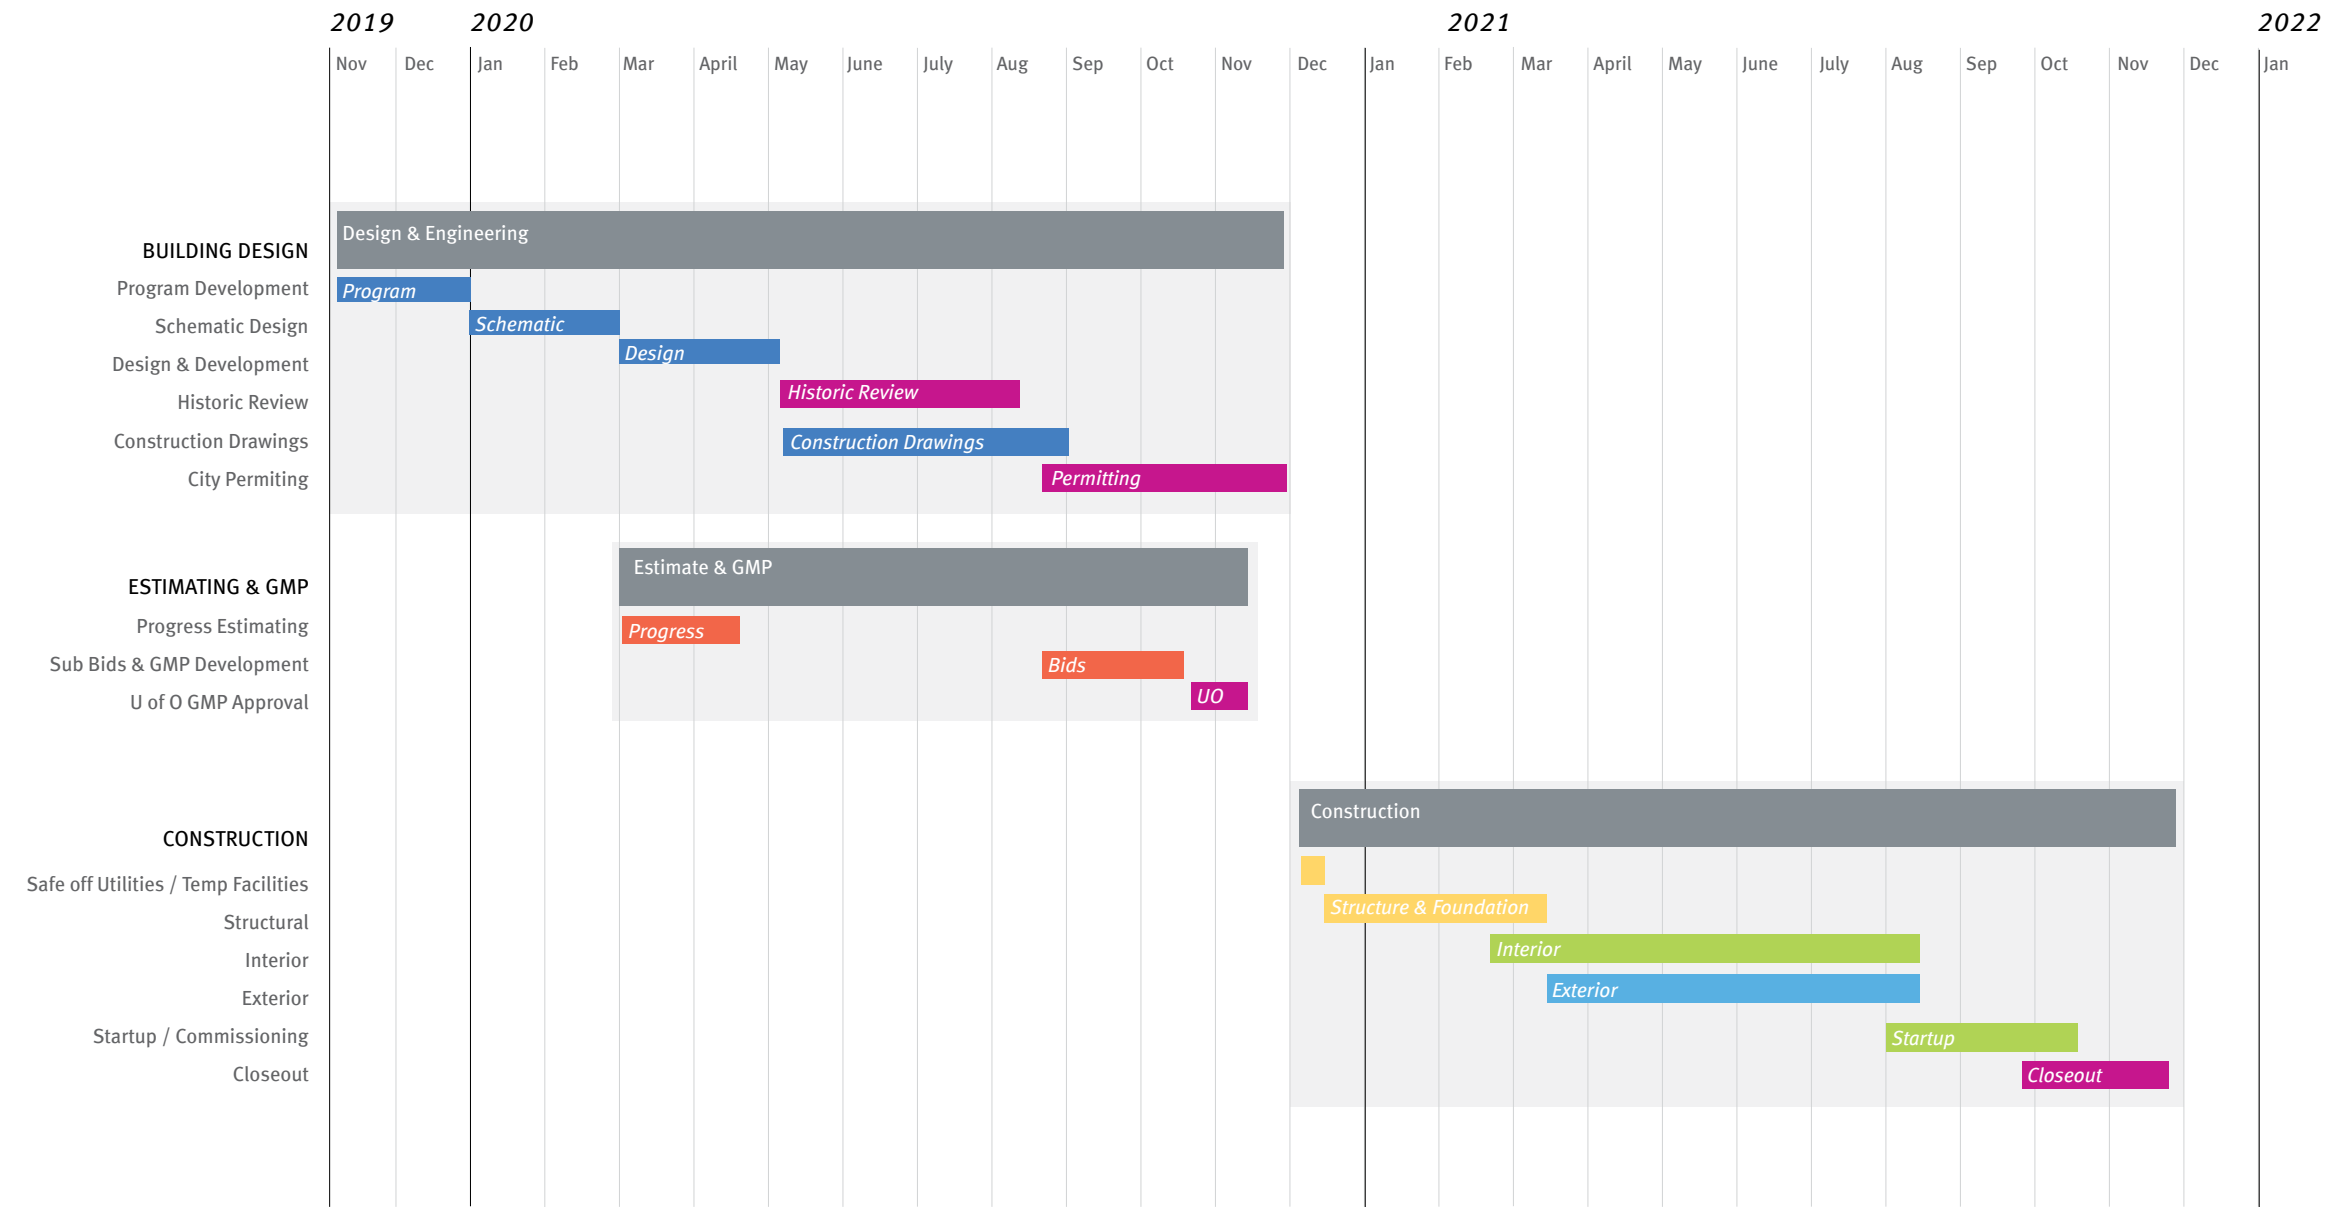 2019 2020 2021 2022
Nov Dec Jan Feb Mar April May June July Aug Sep Oct Nov Dec Jan Feb Mar April May June July Aug Sep Oct Nov Dec Jan
Design & Engineering
BUILDING DESIGN
Program Development Program
Schematic Design Schematic
Design & Development Design
Historic Review Historic Review
Construction Drawings Construction Drawings
City Permiting Permitting
Estimate & GMP
ESTIMATING & GMP
Progress Estimating Progress
Sub Bids & GMP Development Bids
U of O GMP Approval UO
Construction
CONSTRUCTION
Safe off Utilities / Temp Facilities
Structural Structure & Foundation
Interior Interior
Exterior Exterior
Startup / Commissioning Startup
Closeout Closeout